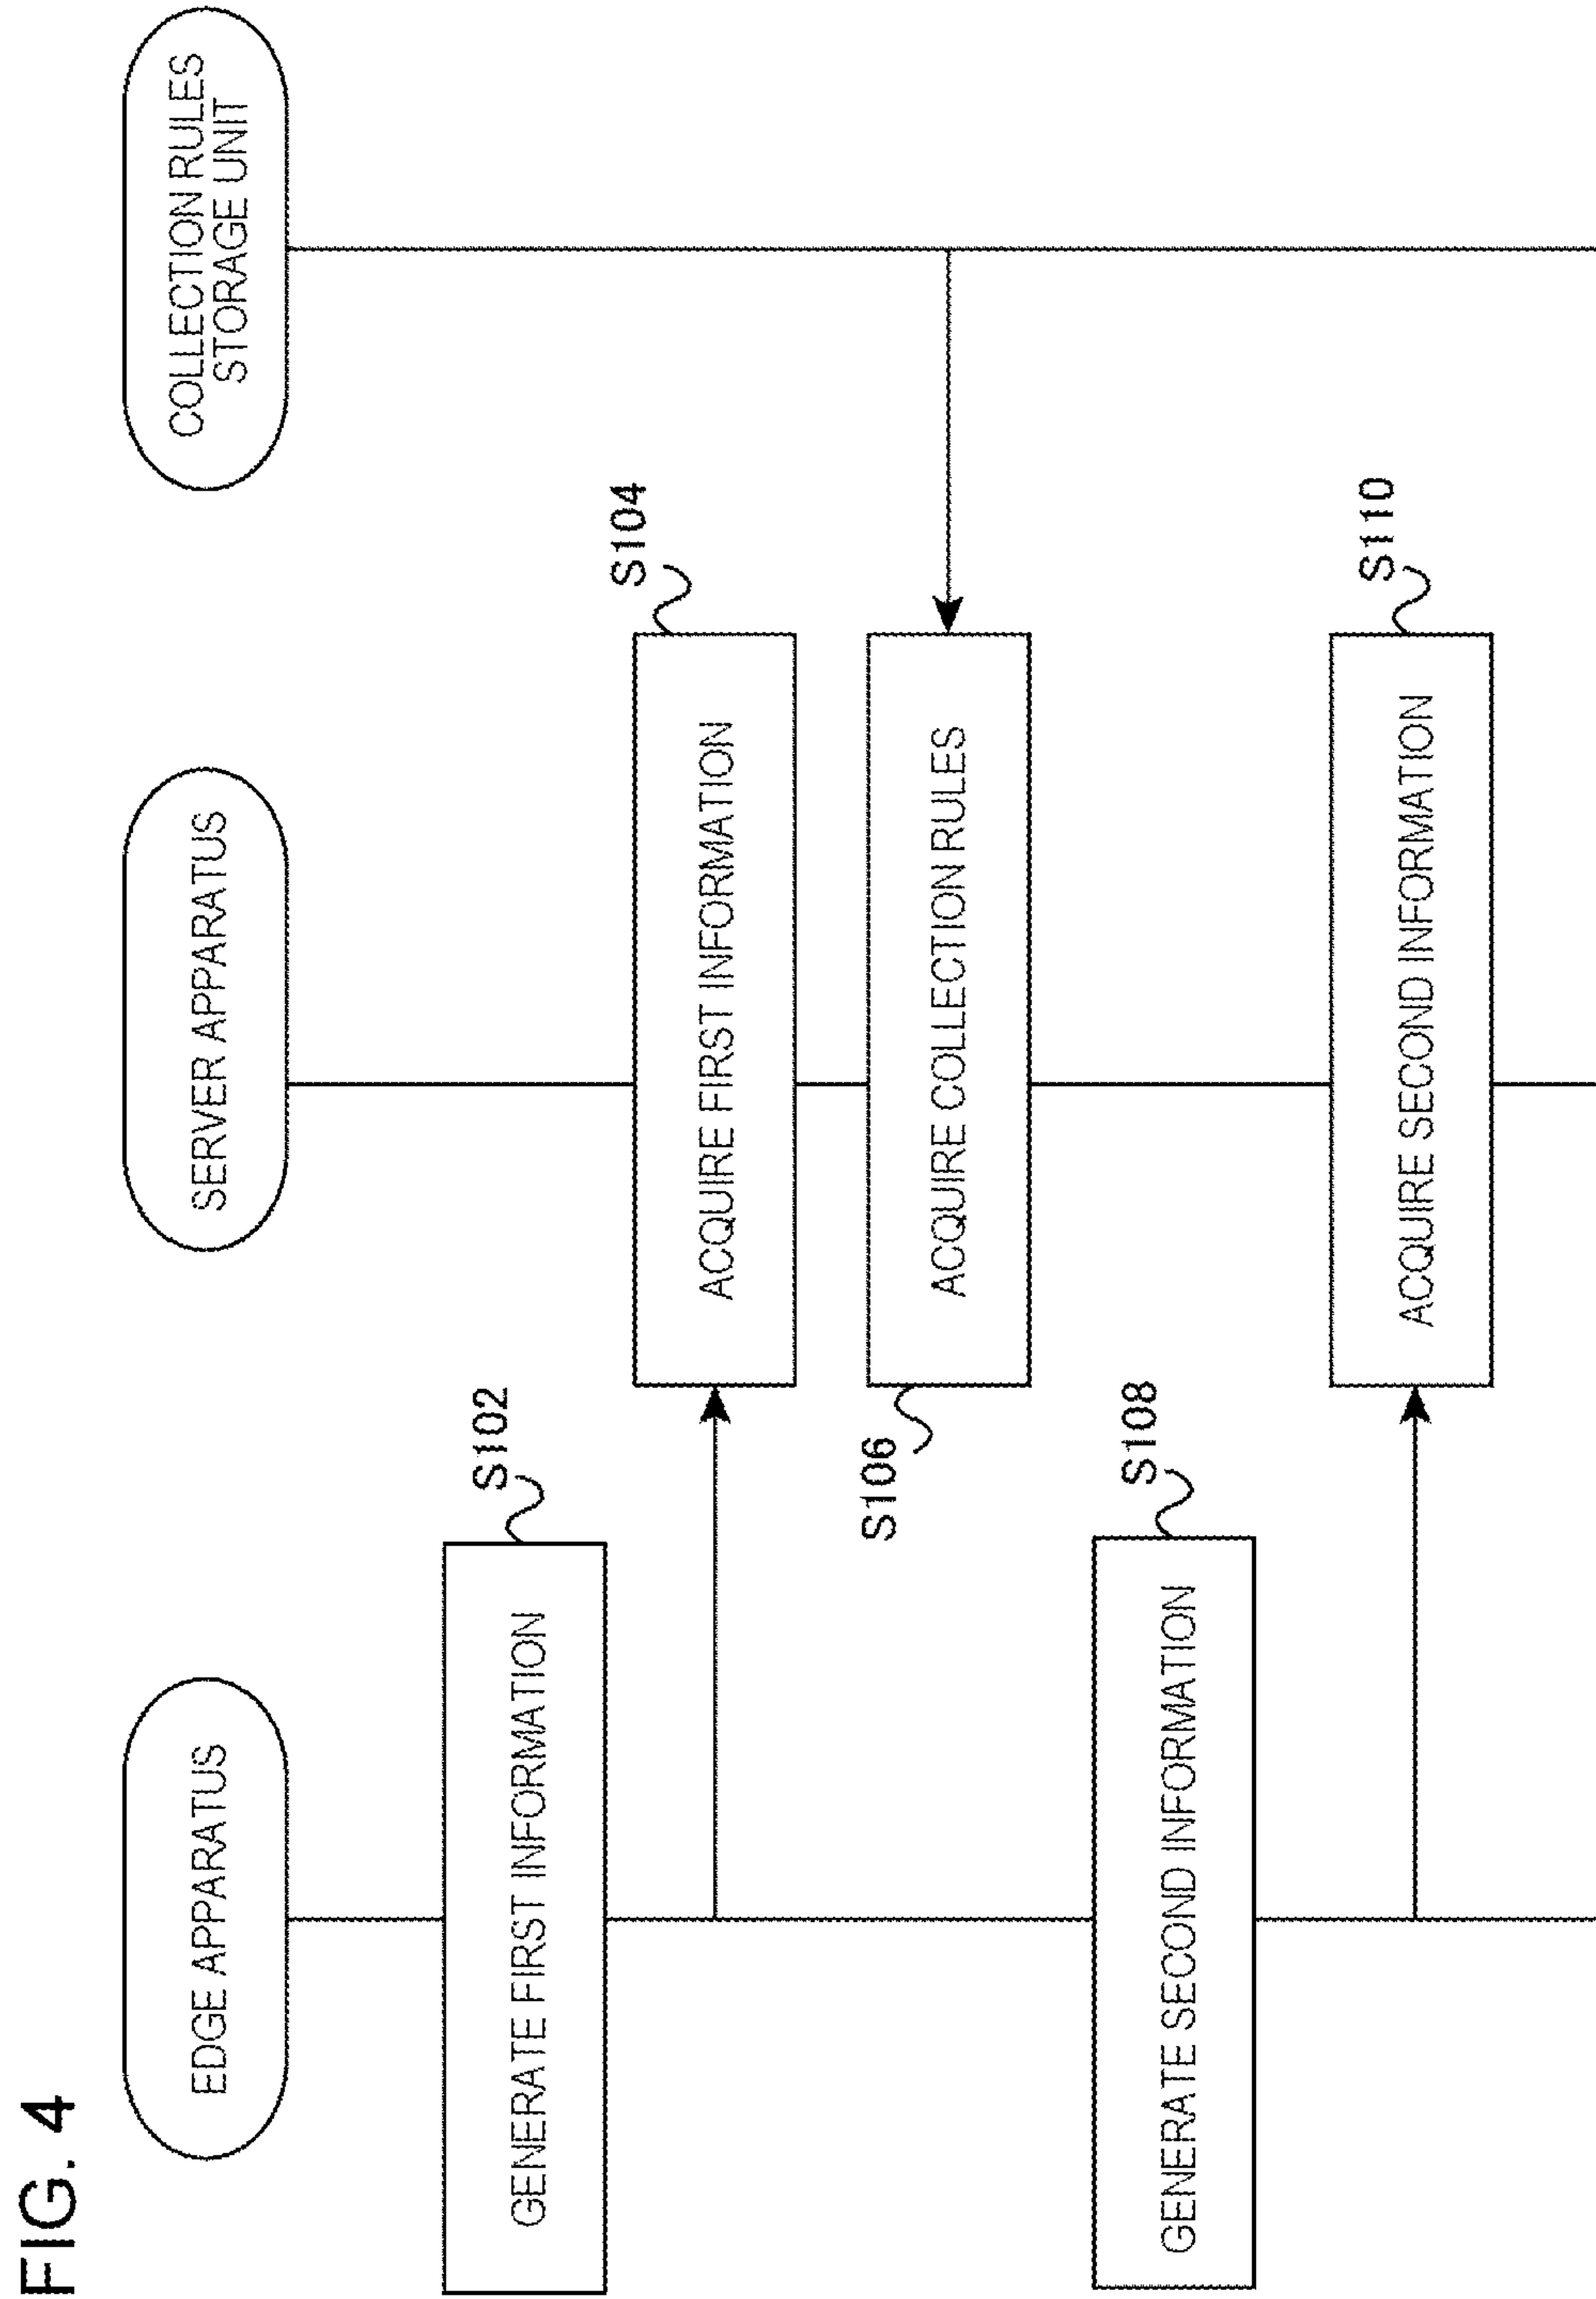 FIG. 4
EDGE APPARATUS
SERVER APPARATUS
COLLECTION RULES
STORAGE UNIT
S102
GENERATE FIRST INFORMATION
S104
ACQUIRE FIRST INFORMATION
S106
ACQUIRE COLLECTION RULES
S108
GENERATE SECOND INFORMATION
S110
ACQUIRE SECOND INFORMATION